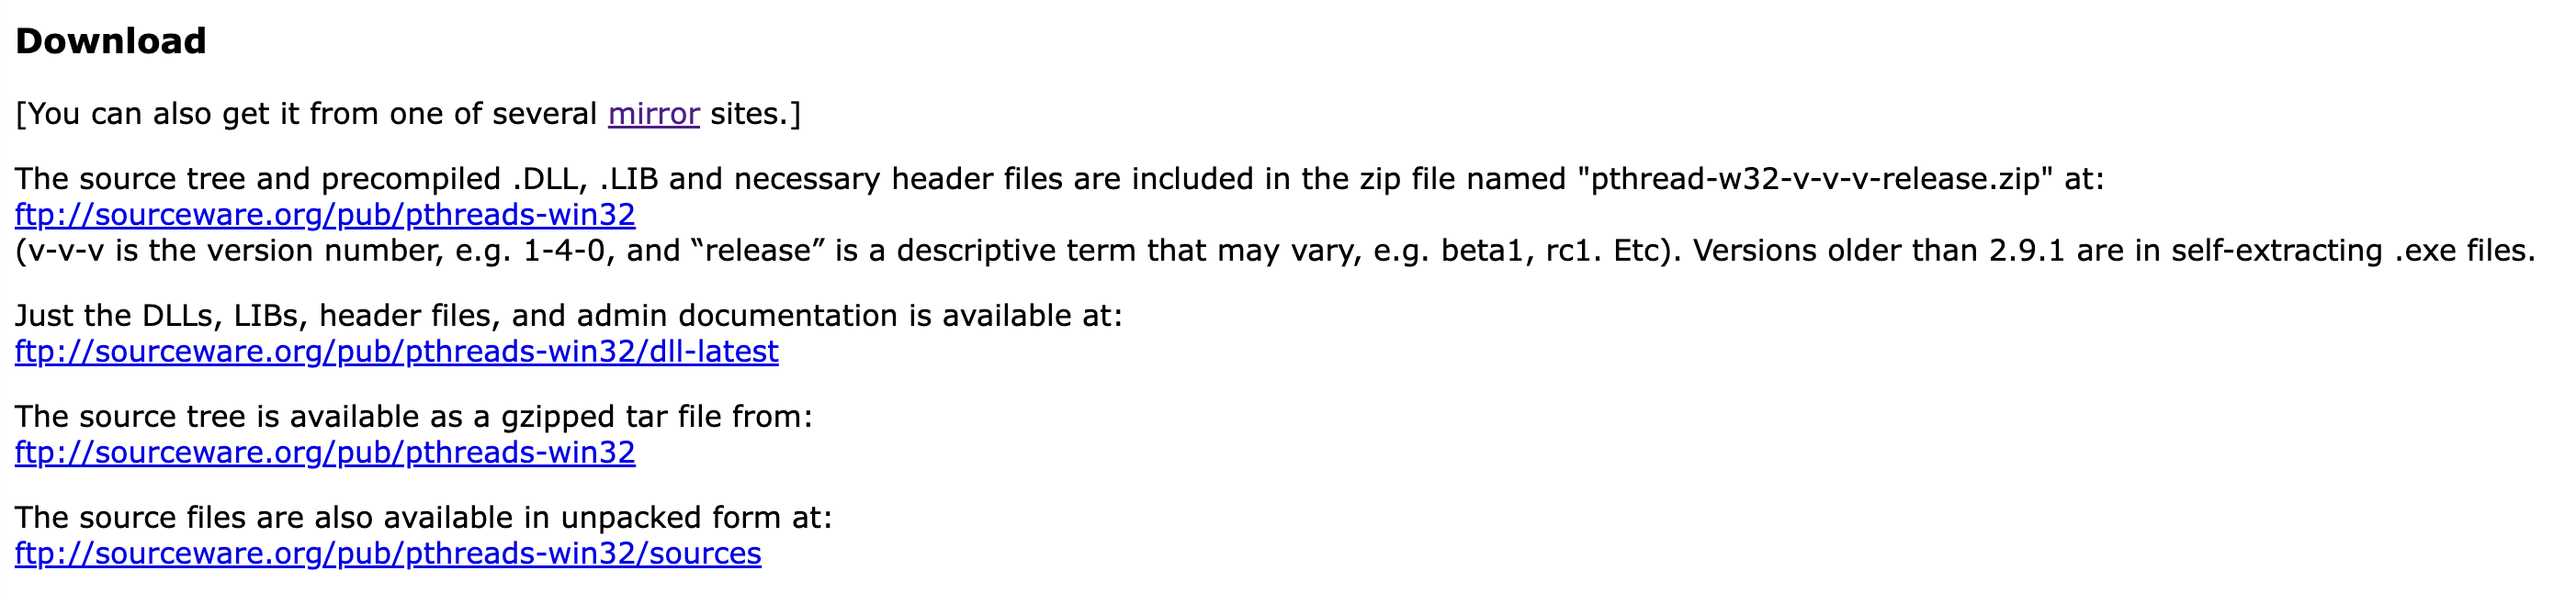 Download
[You can also get it from one of several mirror sites.]
The source tree and precompiled .DLL, .LIB and necessary header files are included in the zip file named "pthread-w32-v-v-v-release.zip" at:
ftp://sourceware.org/pub/pthreads-win32
(v-v-v is the version number, e.g. 1-4-0, and “release” is a descriptive term that may vary, e.g. beta1, rc1. Etc). Versions older than 2.9.1 are in self-extracting .exe files.
Just the DLLs, LIBs, header files, and admin documentation is available at:
ftp://sourceware.org/pub/pthreads-win32/dll-latest
The source tree is available as a gzipped tar file from:
ftp://sourceware.org/pub/pthreads-win32
The source files are also available in unpacked form at:
ftp://sourceware.org/pub/pthreads-win32/sources